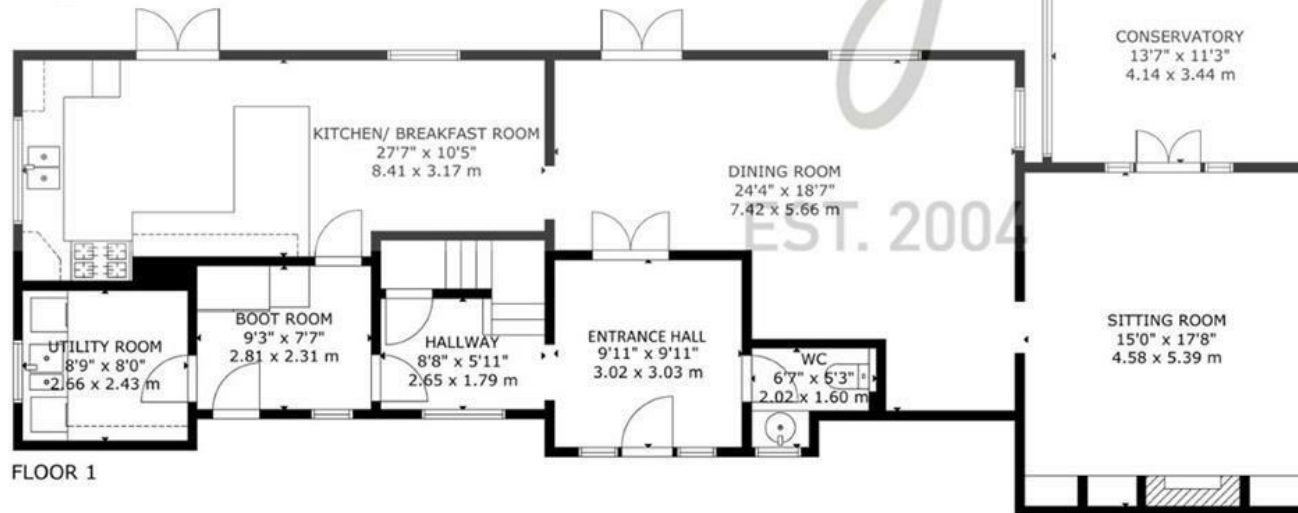 CONSERVATORY
13'7" x 11'3"
4.14 x 3.44 m
KITCHEN/ BREAKFAST ROOM
27'7" x 10'5"
8.41 x 3.17 m
DINING ROOM
24'4" x 18'7"
7.42 x 5.66 m
EST. 2004
UTILITY ROOM
8'9" x 8'0"
2.66 x 2.43 m
BOOT ROOM
9'3" x 7'7"
2.81 x 2.31 m
HALLWAY
8'8" x 5'11"
2.65 x 1.79 m
ENTRANCE HALL
9'11" x 9'11"
3.02 x 3.03 m
WC
6'7" x 5'3"
2.02 x 1.60 m
SITTING ROOM
15'0" x 17'8"
4.58 x 5.39 m
FLOOR 1